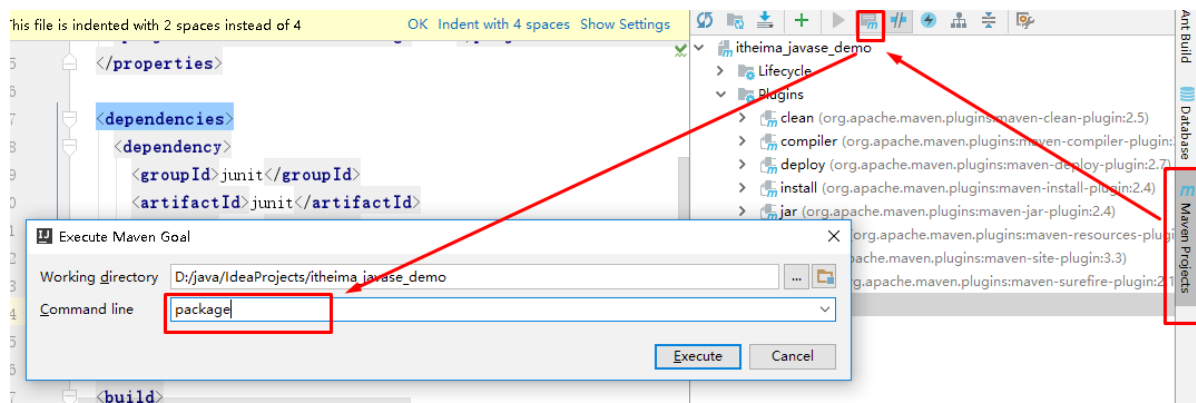 This file is indented with 2 spaces instead of 4 OK Indent with 4 spaces Show Settings
</properties>
<dependencies>
<dependency>
<groupId>junit</groupId>
<artifactId>junit</artifactId>
<build>
itheima_javase_demo
Lifecycle
Plugins
clean (org.apache.maven.plugins:maven-clean-plugin:2.5)
compiler (org.apache.maven.plugins:maven-compiler-plugin:
deploy (org.apache.maven.plugins:maven-deploy-plugin:2.7)
install (org.apache.maven.plugins:maven-install-plugin:2.4)
jar (org.apache.maven.plugins:maven-jar-plugin:2.4)
org.apache.maven.plugins:maven-resources-plugi
ache.maven.plugins:maven-site-plugin:3.3)
g.apache.maven.plugins:maven-surefire-plugin:2.1
Ant Build
Database
Maven Projects
Execute Maven Goal
Working directory D:/java/IdeaProjects/itheima_javase_demo ...
Command line package
Execute Cancel